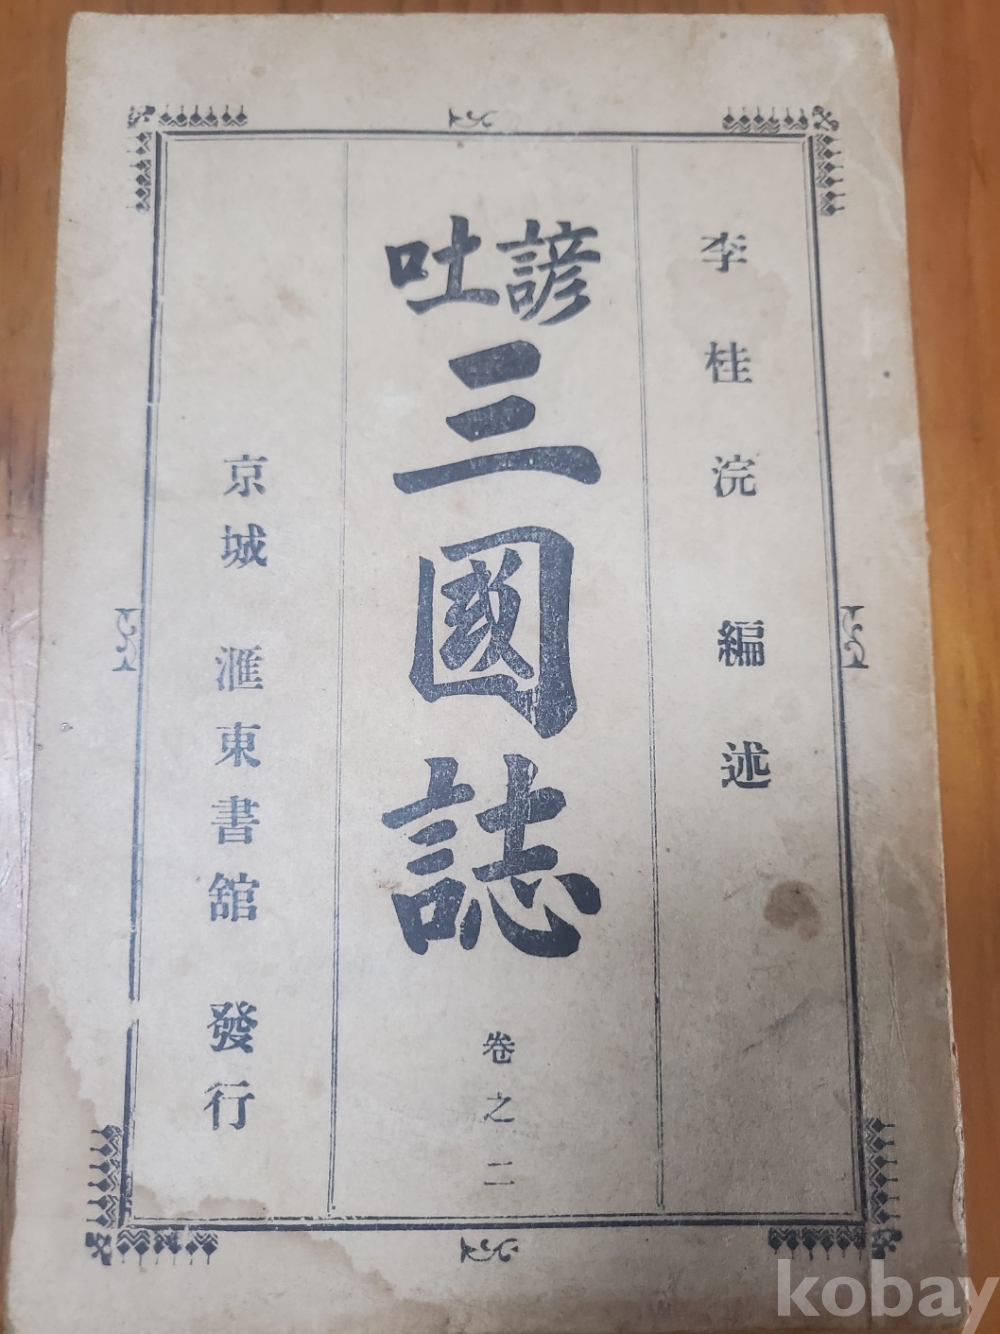 李桂浣 編述
諺吐
三國誌
卷之二
京城 滙東書舘 發行
kobay